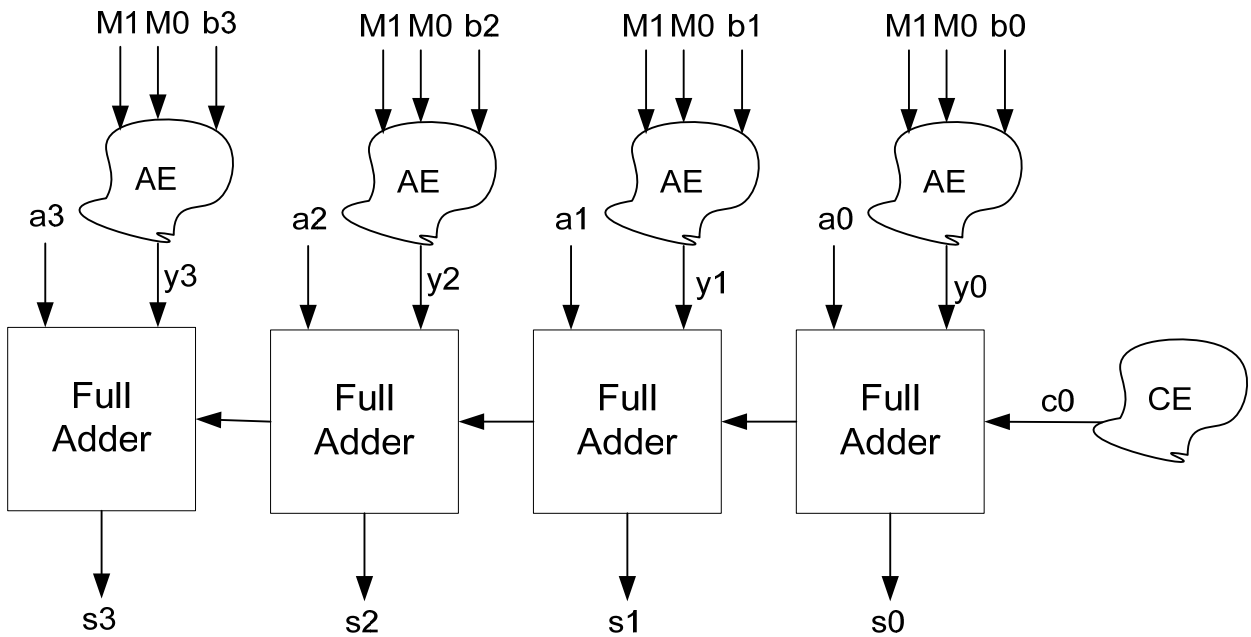 M1 M0 b3
M1 M0 b2
M1 M0 b1
M1 M0 b0
AE
AE
AE
AE
a3
a2
a1
a0
y3
y2
y1
y0
Full
Adder
Full
Adder
Full
Adder
Full
Adder
c0
CE
s3
s2
s1
s0